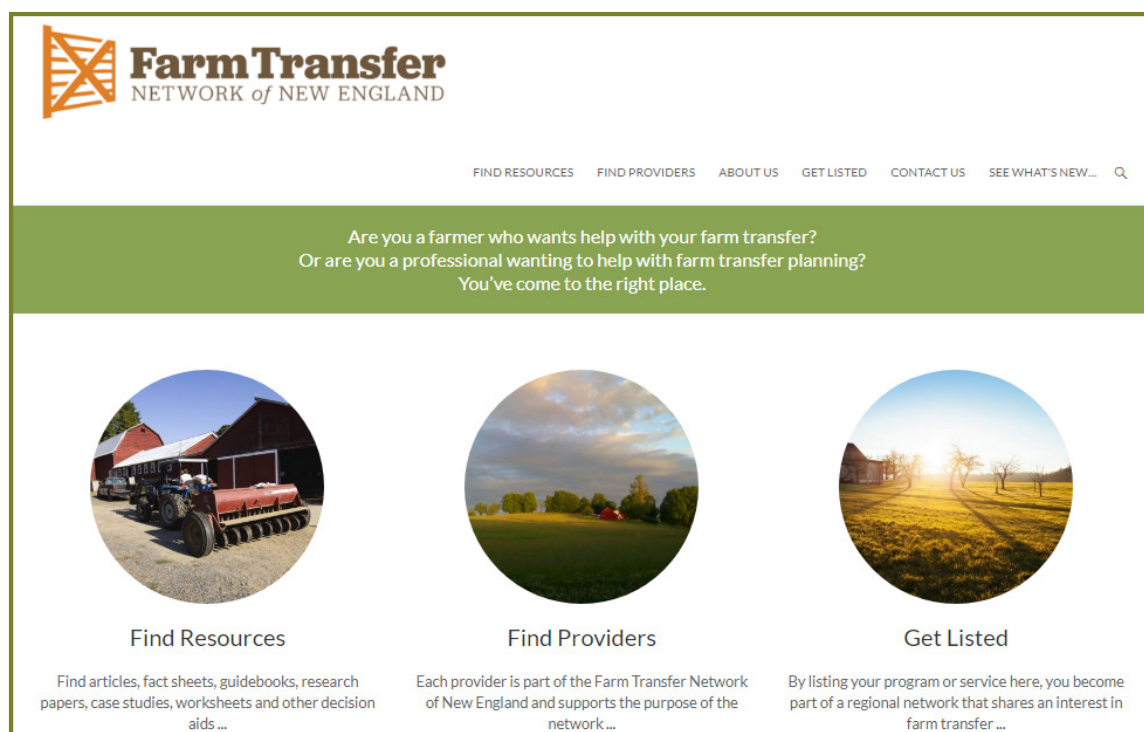 FarmTransfer
NETWORK of NEW ENGLAND
FIND RESOURCES FIND PROVIDERS ABOUT US GET LISTED CONTACT US SEE WHAT'S NEW...
Are you a farmer who wants help with your farm transfer?
Or are you a professional wanting to help with farm transfer planning?
You've come to the right place.
Find Resources
Find articles, fact sheets, guidebooks, research
papers, case studies, worksheets and other decision
aids ...
Find Providers
Each provider is part of the Farm Transfer Network
of New England and supports the purpose of the
network ...
Get Listed
By listing your program or service here, you become
part of a regional network that shares an interest in
farm transfer ...